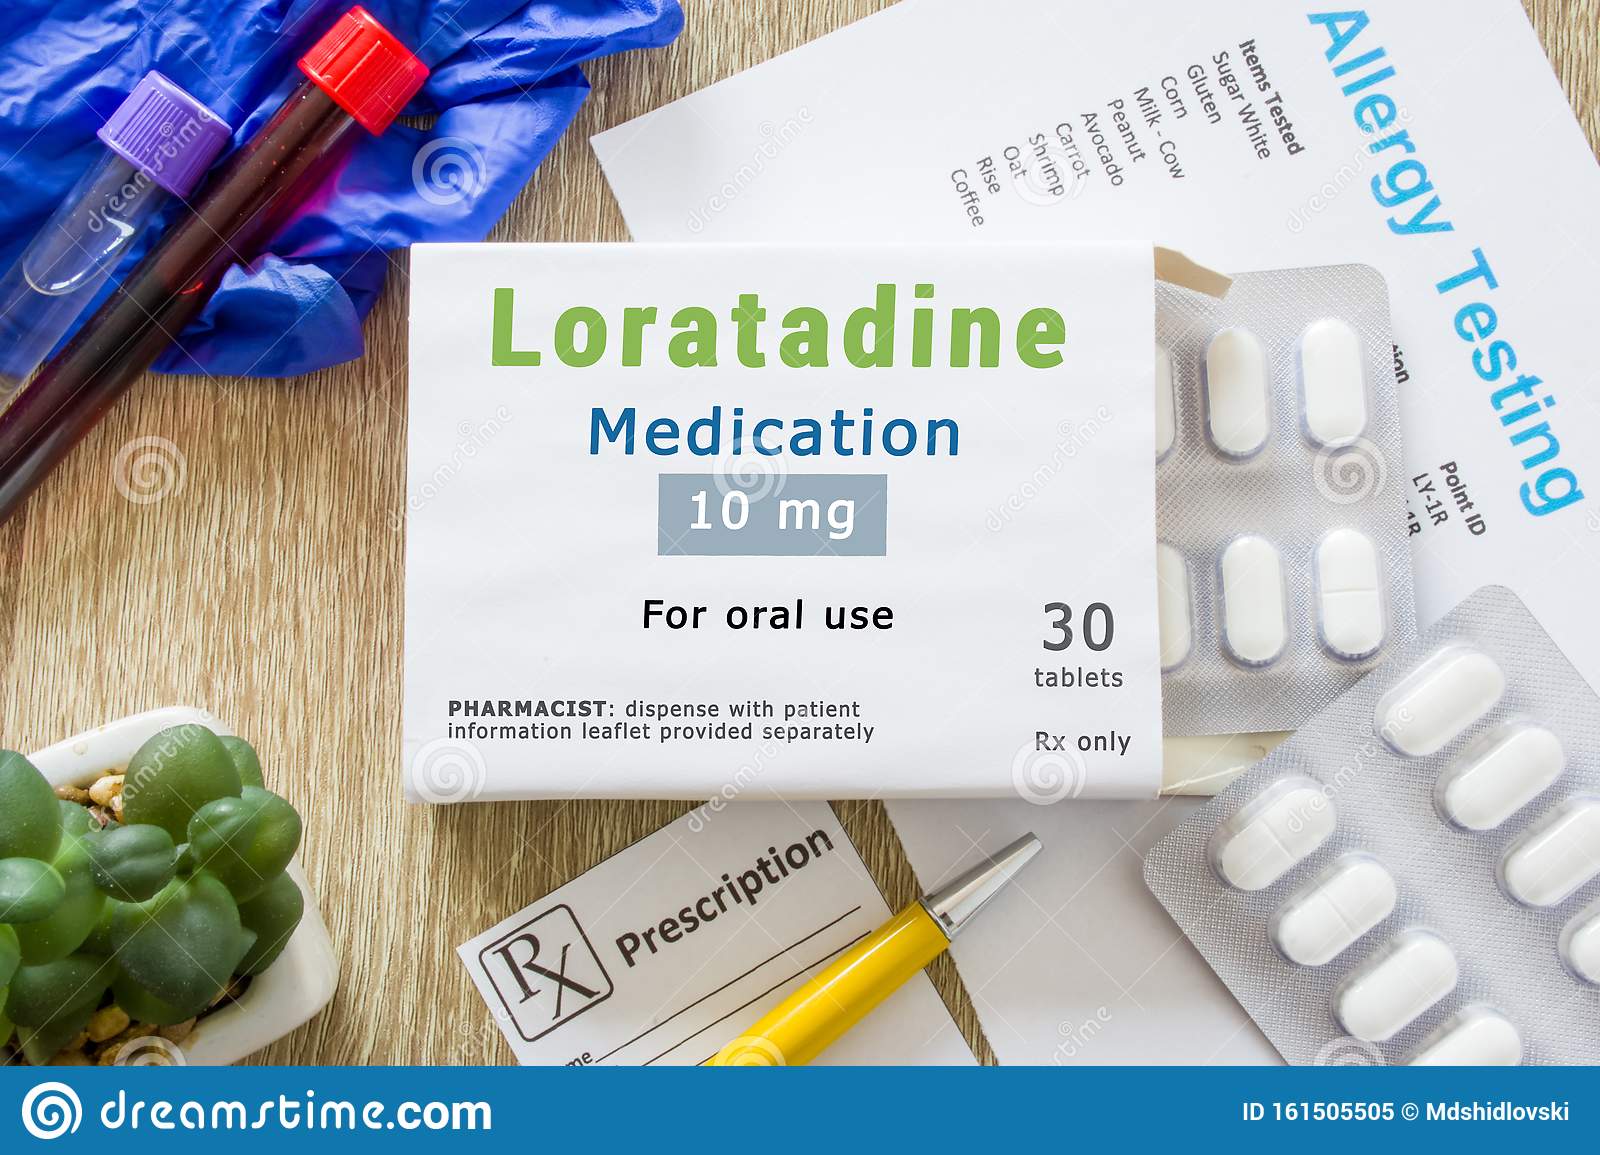 Allergy Testing
Items Tested
Sugar White
Gluten
Corn
Milk - Cow
Peanut
Avocado
Carrot
Shrimp
Oat
Rise
Coffee
Point ID
LY-1R
Loratadine
Medication
10 mg
For oral use
30
tablets
PHARMACIST: dispense with patient
information leaflet provided separately
Rx only
Rx Prescription
dreamstime.com
ID 161505505 © Mdshidlovski